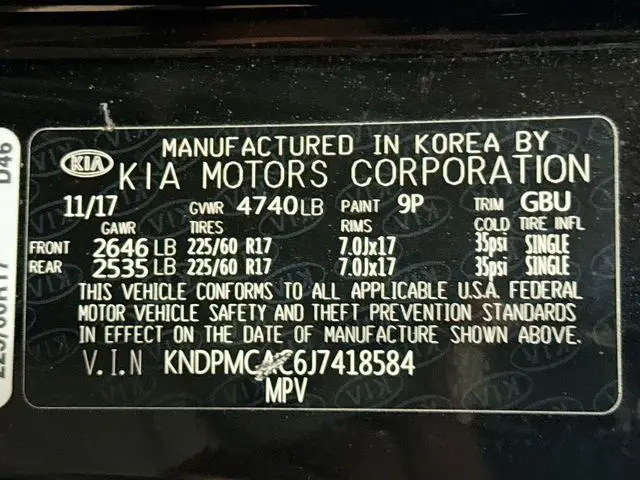 MANUFACTURED IN KOREA BY
KIA KIA MOTORS CORPORATION
11/17 GVWR 4740LB PAINT 9P TRIM GBU
GAWR TIRES RIMS COLD TIRE INFL
FRONT 2646 LB 225/60 R17 7.0Jx17 35psi SINGLE
REAR 2535 LB 225/60 R17 7.0Jx17 35psi SINGLE
THIS VEHICLE CONFORMS TO ALL APPLICABLE U.S.A. FEDERAL
MOTOR VEHICLE SAFETY AND THEFT PREVENTION STANDARDS
IN EFFECT ON THE DATE OF MANUFACTURE SHOWN ABOVE.
V.I.N KNDPMCAC6J7418584
MPV
D46
225/60R17